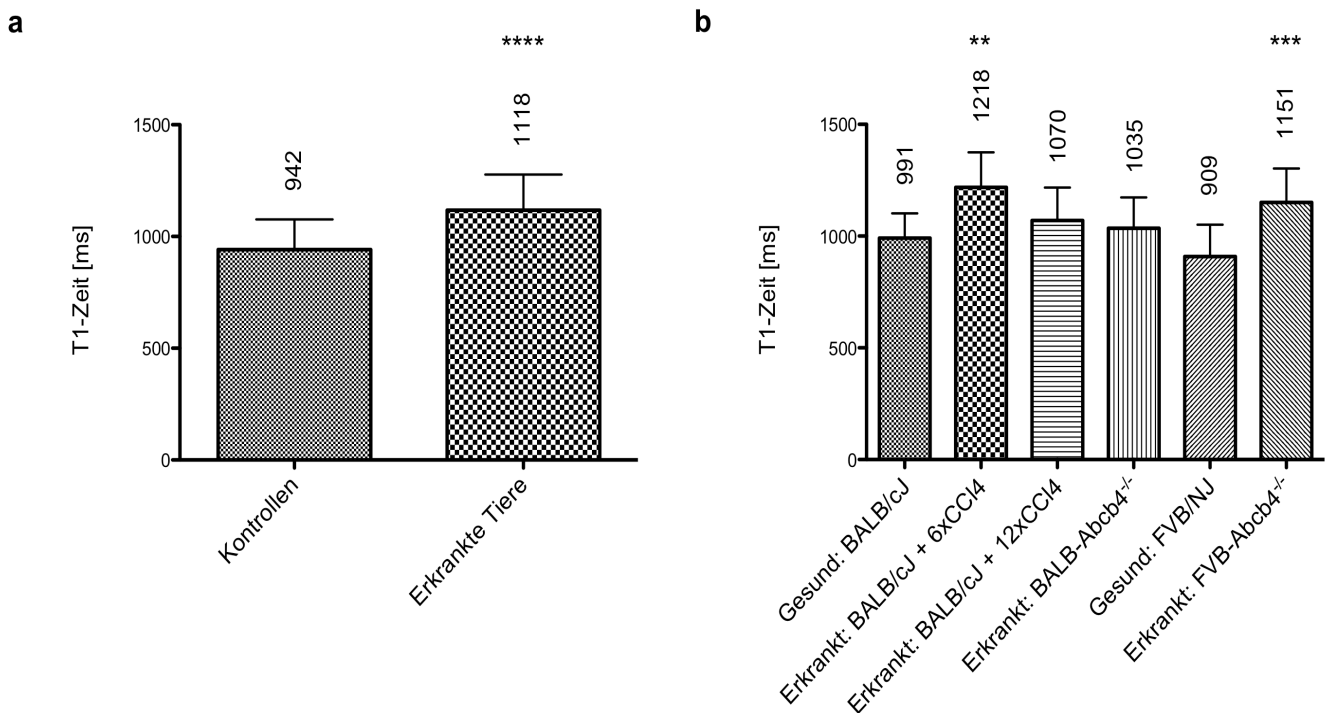 a
****
942
1118
1500
1000
500
0
T1-Zeit [ms]
Kontrollen
Erkrankte Tiere
b
**
***
991
1218
1070
1035
909
1151
1500
1000
500
0
T1-Zeit [ms]
Gesund: BALB/cJ
Erkrankt: BALB/cJ + 6xCCl4
Erkrankt: BALB/cJ + 12xCCl4
Erkrankt: BALB-Abcb4-/-
Gesund: FVB/NJ
Erkrankt: FVB-Abcb4-/-